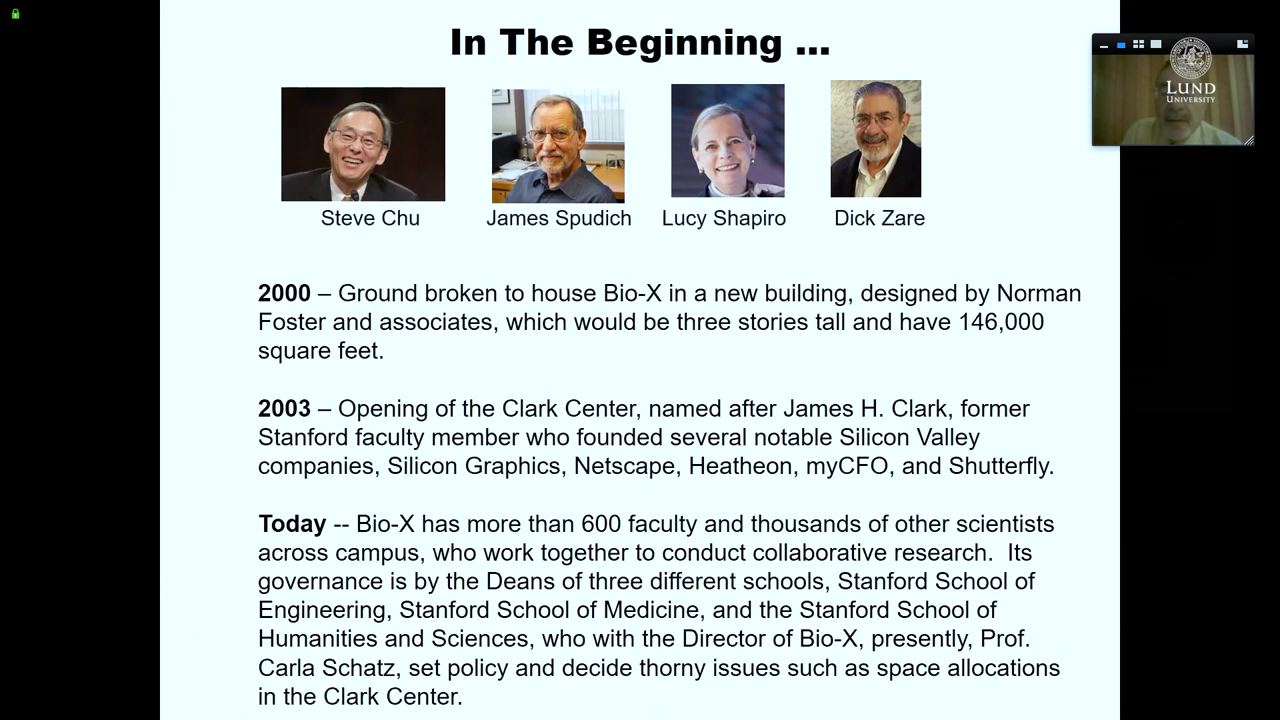 In The Beginning ...
LUND
UNIVERSITY
Steve Chu
James Spudich
Lucy Shapiro
Dick Zare
2000 – Ground broken to house Bio-X in a new building, designed by Norman
Foster and associates, which would be three stories tall and have 146,000
square feet.
2003 – Opening of the Clark Center, named after James H. Clark, former
Stanford faculty member who founded several notable Silicon Valley
companies, Silicon Graphics, Netscape, Heatheon, myCFO, and Shutterfly.
Today -- Bio-X has more than 600 faculty and thousands of other scientists
across campus, who work together to conduct collaborative research.  Its
governance is by the Deans of three different schools, Stanford School of
Engineering, Stanford School of Medicine, and the Stanford School of
Humanities and Sciences, who with the Director of Bio-X, presently, Prof.
Carla Schatz, set policy and decide thorny issues such as space allocations
in the Clark Center.